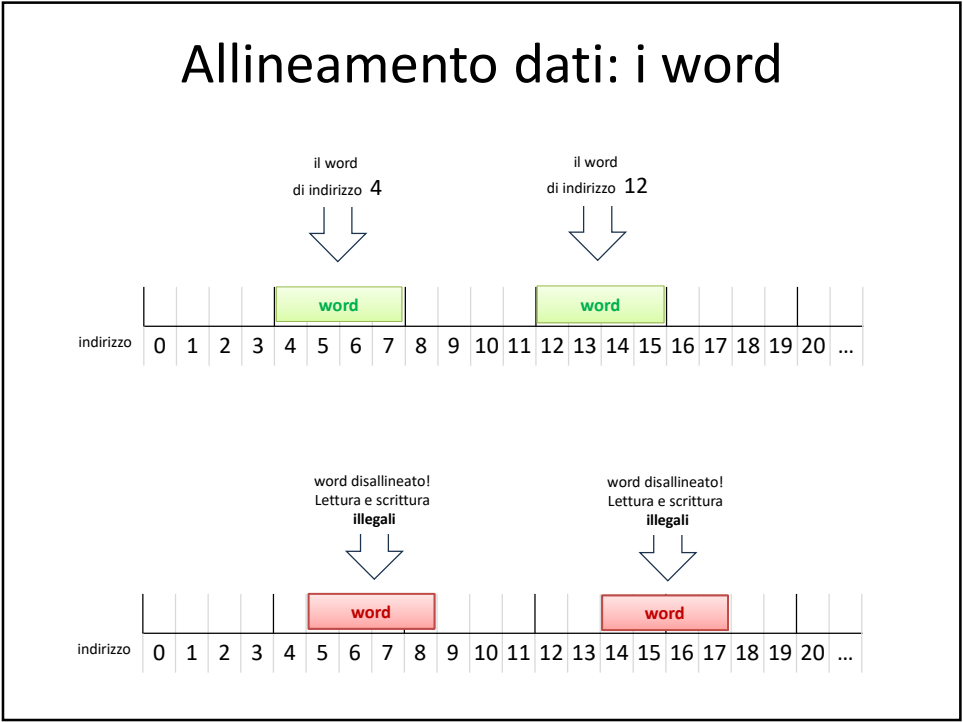 Allineamento dati: i word
il word
di indirizzo 4
il word
di indirizzo 12
word
word
indirizzo 0 1 2 3 4 5 6 7 8 9 10 11 12 13 14 15 16 17 18 19 20 ...
word disallineato!
Lettura e scrittura
illegali
word disallineato!
Lettura e scrittura
illegali
word
word
indirizzo 0 1 2 3 4 5 6 7 8 9 10 11 12 13 14 15 16 17 18 19 20 ...